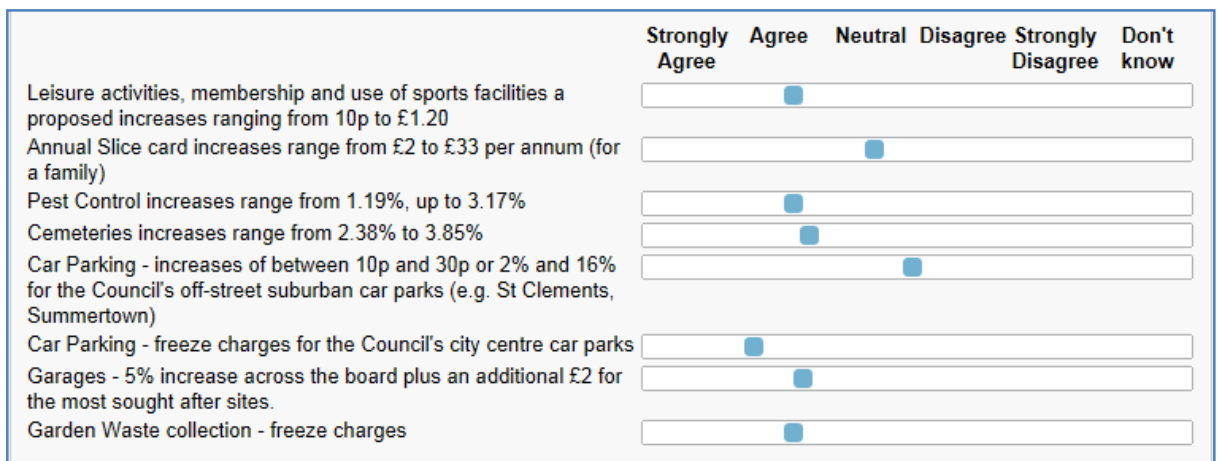 Strongly Agree Neutral Disagree Strongly Don't
Agree Disagree know
Leisure activities, membership and use of sports facilities a
proposed increases ranging from 10p to £1.20
Annual Slice card increases range from £2 to £33 per annum (for
a family)
Pest Control increases range from 1.19%, up to 3.17%
Cemeteries increases range from 2.38% to 3.85%
Car Parking - increases of between 10p and 30p or 2% and 16%
for the Council's off-street suburban car parks (e.g. St Clements,
Summertown)
Car Parking - freeze charges for the Council's city centre car parks
Garages - 5% increase across the board plus an additional £2 for
the most sought after sites.
Garden Waste collection - freeze charges